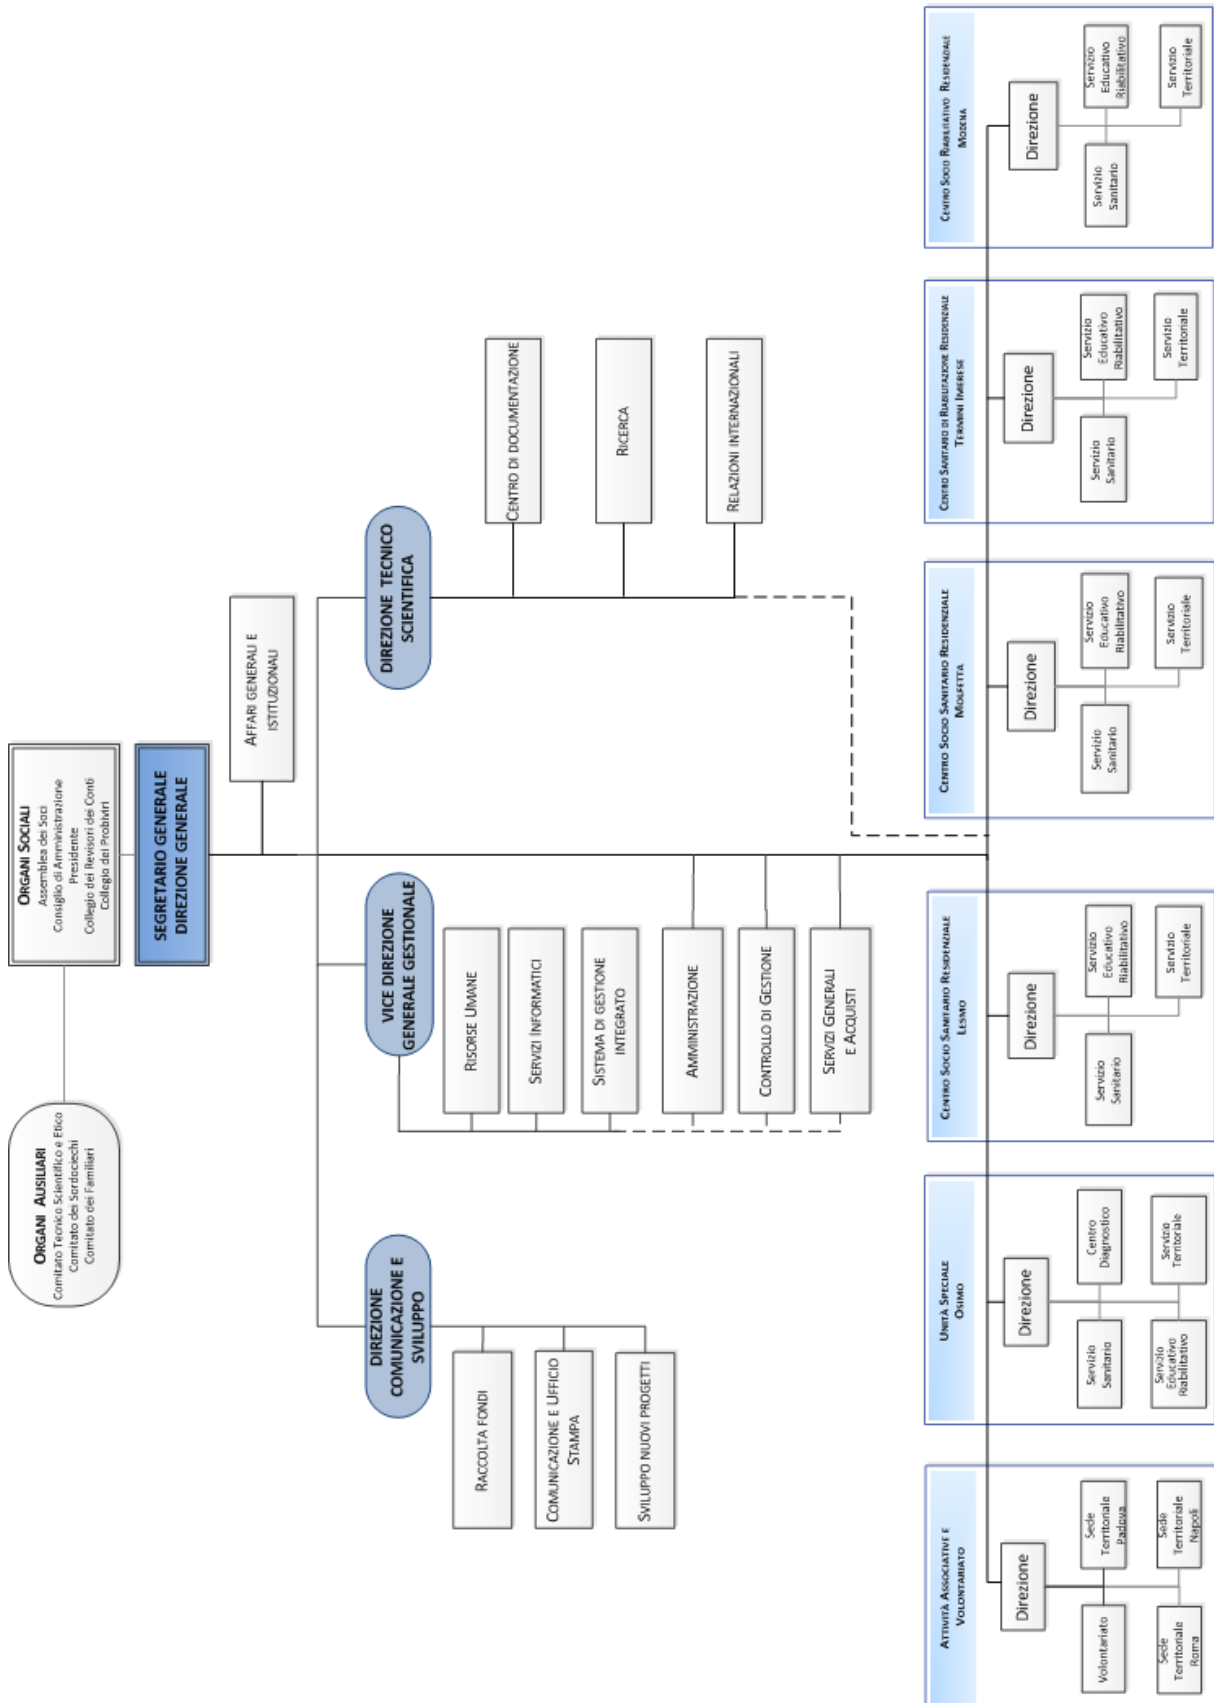 ORGANI AUSILIARI
Comitato Tecnico Scientifico e Etico
Comitato dei Sordociechi
Comitato dei Familiari
ORGANI SOCIALI
Assemblea dei Soci
Consiglio di Amministrazione
Presidente
Collegio dei Revisori dei Conti
Collegio dei Probiviri
SEGRETARIO GENERALE
DIREZIONE GENERALE
AFFARI GENERALI E
ISTITUZIONALI
DIREZIONE
COMUNICAZIONE E
SVILUPPO
RACCOLTA FONDI
COMUNICAZIONE E UFFICIO
STAMPA
SVILUPPO NUOVI PROGETTI
VICE DIREZIONE
GENERALE GESTIONALE
RISORSE UMANE
SERVIZI INFORMATICI
SISTEMA DI GESTIONE
INTEGRATO
AMMINISTRAZIONE
CONTROLLO DI GESTIONE
SERVIZI GENERALI
E ACQUISTI
DIREZIONE TECNICO
SCIENTIFICA
CENTRO DI DOCUMENTAZIONE
RICERCA
RELAZIONI INTERNAZIONALI
ATTIVITÀ ASSOCIATIVE E
VOLONTARIATO
Direzione
Volontariato
Sede
Territoriale
Padova
Sede
Territoriale
Roma
Sede
Territoriale
Napoli
UNITÀ SPECIALE
OSIMO
Direzione
Servizio
Sanitario
Centro
Diagnostico
Servizio
Educativo
Riabilitativo
Servizio
Territoriale
CENTRO SOCIO SANITARIO RESIDENZIALE
LESMO
Direzione
Servizio
Sanitario
Servizio
Educativo
Riabilitativo
Servizio
Territoriale
CENTRO SOCIO SANITARIO RESIDENZIALE
MOLFETTA
Direzione
Servizio
Sanitario
Servizio
Educativo
Riabilitativo
Servizio
Territoriale
CENTRO SANITARIO DI RIABILITAZIONE RESIDENZIALE
TERMINI IMERESE
Direzione
Servizio
Sanitario
Servizio
Educativo
Riabilitativo
Servizio
Territoriale
CENTRO SOCIO RIABILITATIVO RESIDENZIALE
MODENA
Direzione
Servizio
Sanitario
Servizio
Educativo
Riabilitativo
Servizio
Territoriale